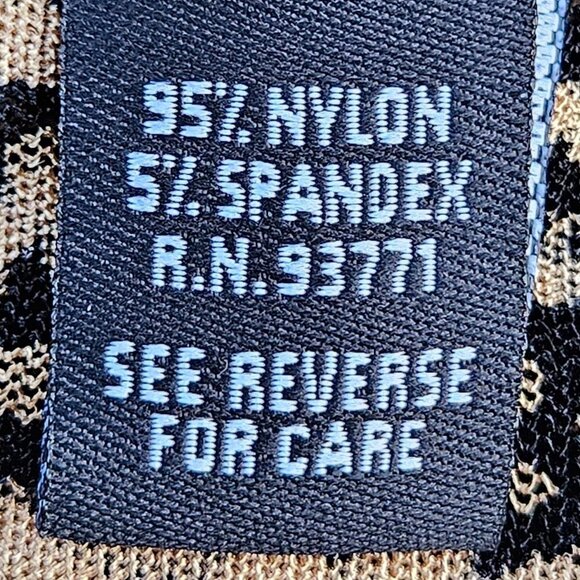 95% NYLON
5% SPANDEX
R.N. 93771
SEE REVERSE
FOR CARE